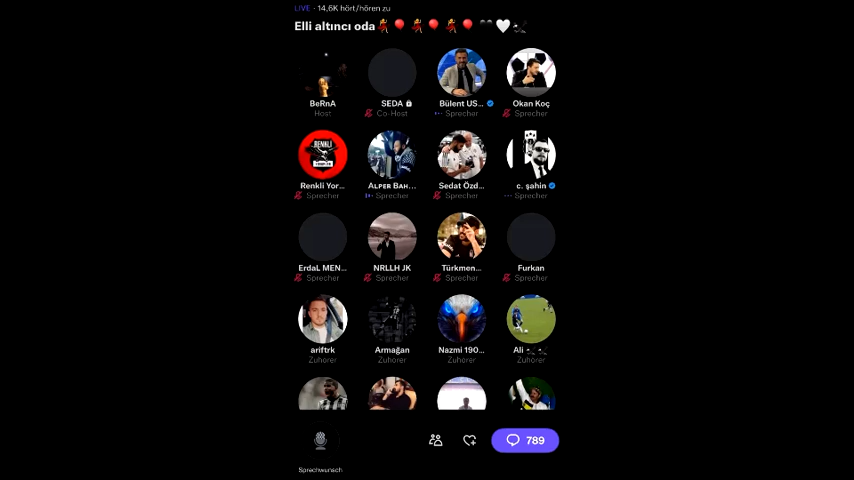 LIVE · 14,6K hört/hören zu
Elli altıncı oda
BeRnA SEDA Bülent US... Okan Koç
Host Co-Host Sprecher Sprecher
RENKLİ
Renkli Yor... ALPER BAH... Sedat Özd... c. şahin
Sprecher Sprecher Sprecher Sprecher
ErdaL MEN... NRLLH JK Türkmen... Furkan
Sprecher Sprecher Sprecher Sprecher
ariftrk Armağan Nazmi 190... Ali
Zuhörer Zuhörer Zuhörer Zuhörer
789
Sprechwunsch